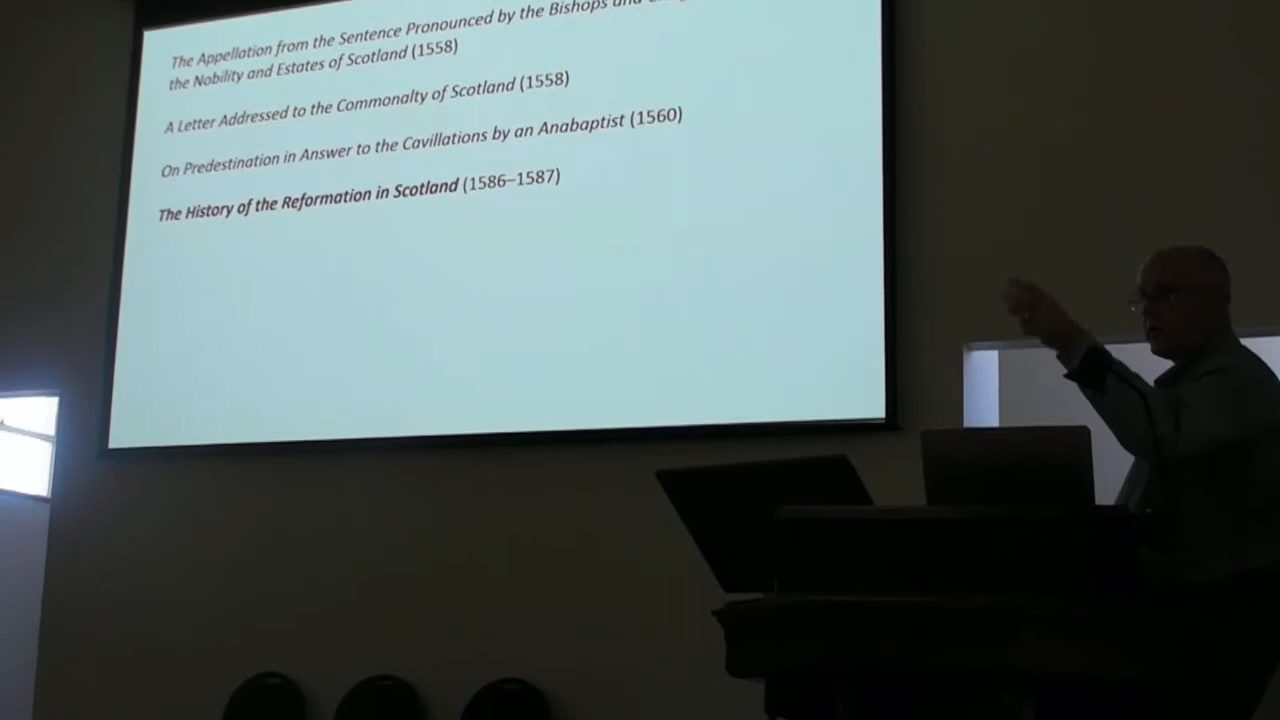 The Appellation from the Sentence Pronounced by the Bishops and
the Nobility and Estates of Scotland (1558)
A Letter Addressed to the Commonalty of Scotland (1558)
On Predestination in Answer to the Cavillations by an Anabaptist (1560)
The History of the Reformation in Scotland (1586–1587)